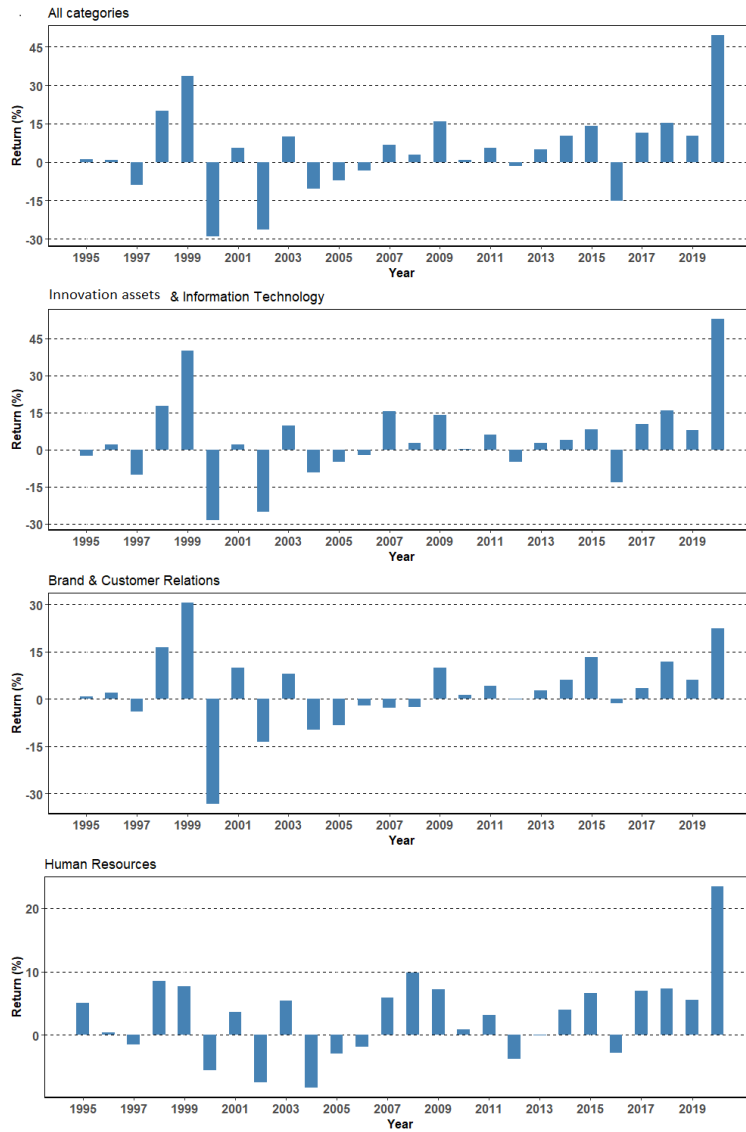 All categories
Return (%)
45
30
15
0
-15
-30
1995 1997 1999 2001 2003 2005 2007 2009 2011 2013 2015 2017 2019
Year
Innovation assets & Information Technology
Return (%)
45
30
15
0
-15
-30
1995 1997 1999 2001 2003 2005 2007 2009 2011 2013 2015 2017 2019
Year
Brand & Customer Relations
Return (%)
30
15
0
-15
-30
1995 1997 1999 2001 2003 2005 2007 2009 2011 2013 2015 2017 2019
Year
Human Resources
Return (%)
20
10
0
1995 1997 1999 2001 2003 2005 2007 2009 2011 2013 2015 2017 2019
Year